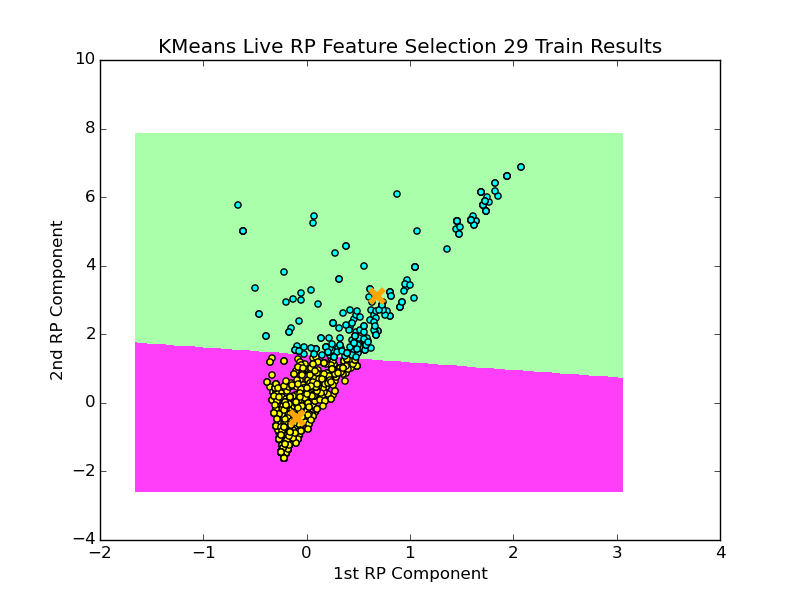 KMeans Live RP Feature Selection 29 Train Results
10
8
6
4
2
0
−2
−4
2nd RP Component
−2 −1 0 1 2 3 4
1st RP Component